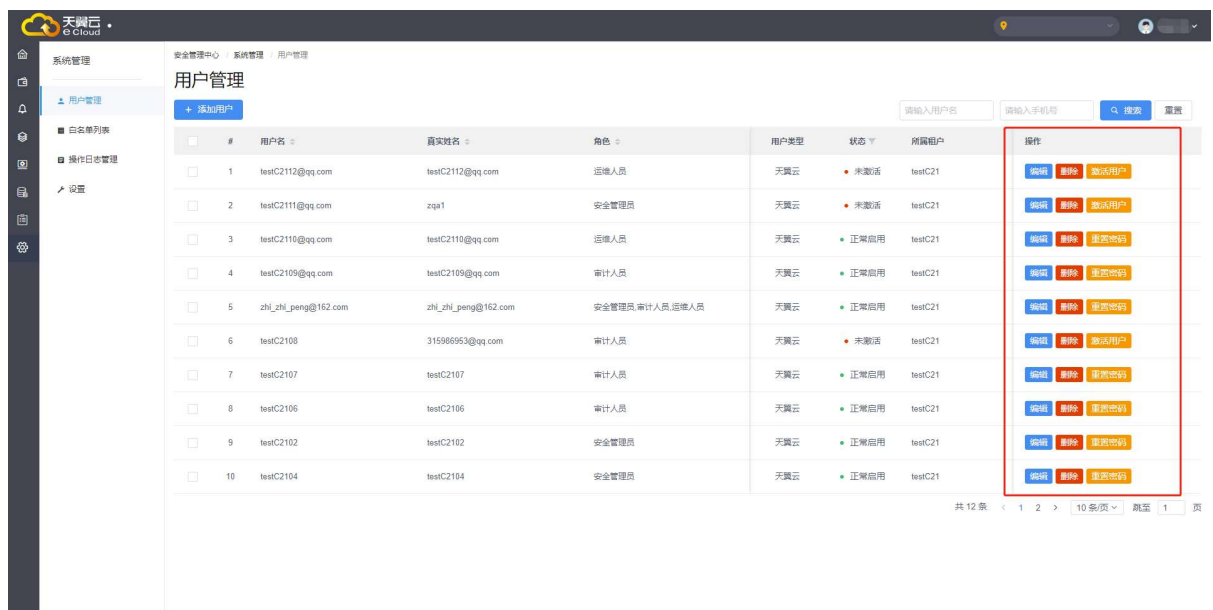 天翼云
e Cloud
系统管理
用户管理
白名单列表
操作日志管理
设置
安全管理中心 / 系统管理 / 用户管理
用户管理
+ 添加用户 请输入用户名 请输入手机号 搜索 重置
# 用户名 真实姓名 角色 用户类型 状态 所属租户 操作
1 testC2112@qq.com testC2112@qq.com 运维人员 天翼云 未激活 testC21 编辑 删除 激活用户
2 testC2111@qq.com zqa1 安全管理员 天翼云 未激活 testC21 编辑 删除 激活用户
3 testC2110@qq.com testC2110@qq.com 运维人员 天翼云 正常启用 testC21 编辑 删除 重置密码
4 testC2109@qq.com testC2109@qq.com 审计人员 天翼云 正常启用 testC21 编辑 删除 重置密码
5 zhi_zhi_peng@162.com zhi_zhi_peng@162.com 安全管理员,审计人员,运维人员 天翼云 正常启用 testC21 编辑 删除 重置密码
6 testC2108 315986953@qq.com 审计人员 天翼云 未激活 testC21 编辑 删除 激活用户
7 testC2107 testC2107 审计人员 天翼云 正常启用 testC21 编辑 删除 重置密码
8 testC2106 testC2106 审计人员 天翼云 正常启用 testC21 编辑 删除 重置密码
9 testC2102 testC2102 安全管理员 天翼云 正常启用 testC21 编辑 删除 重置密码
10 testC2104 testC2104 安全管理员 天翼云 正常启用 testC21 编辑 删除 重置密码
共 12 条 < 1 2 > 10 条/页 跳至 1 页